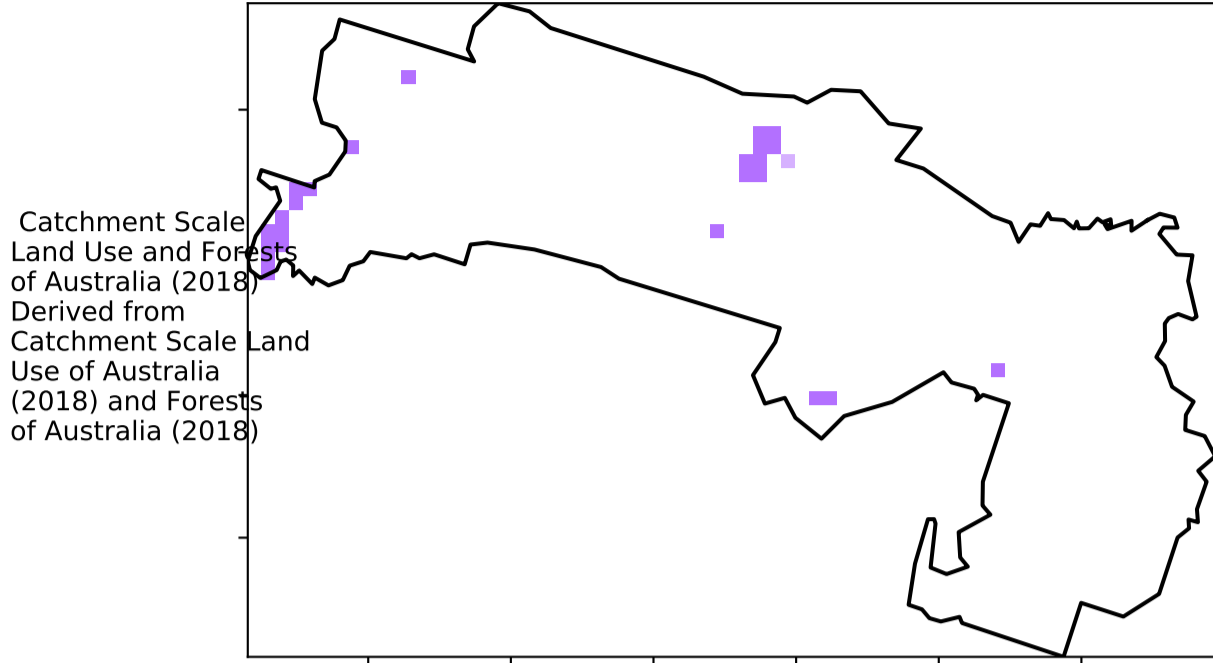 Catchment Scale
Land Use and Forests
of Australia (2018)
Derived from
Catchment Scale Land
Use of Australia
(2018) and Forests
of Australia (2018)